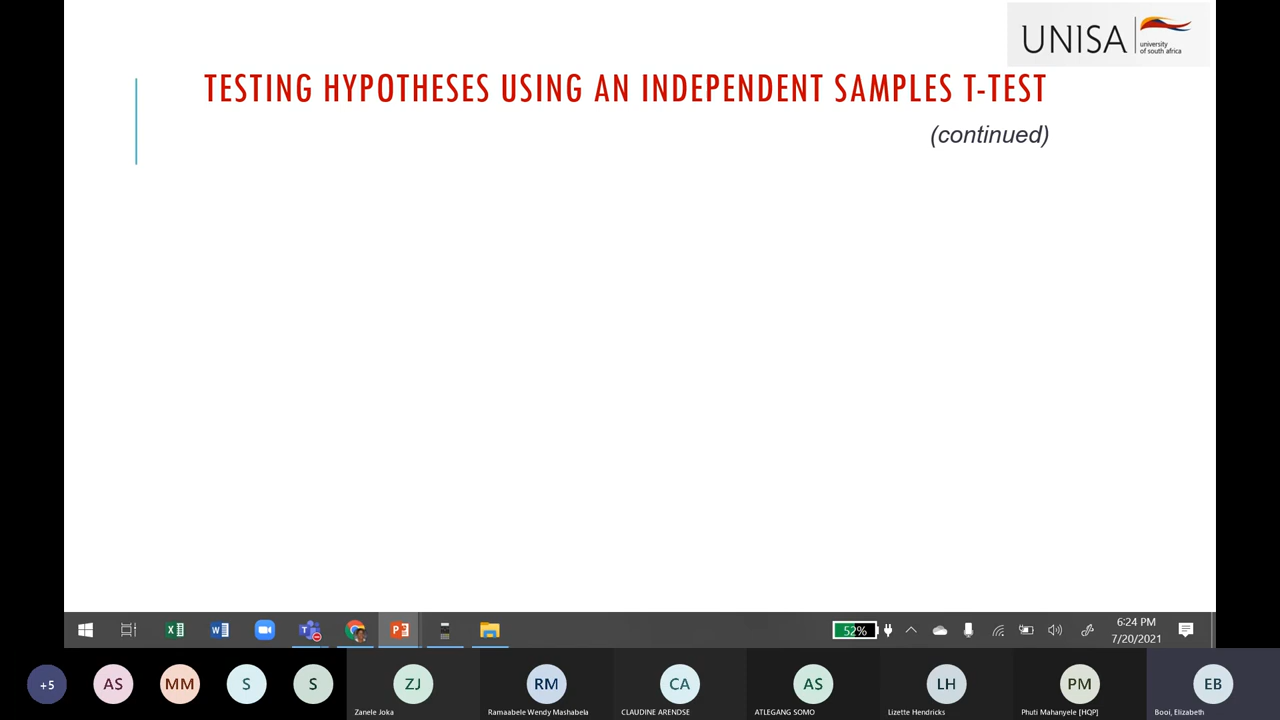 UNISA
university
of south africa
TESTING HYPOTHESES USING AN INDEPENDENT SAMPLES T-TEST
(continued)
52%
6:24 PM
7/20/2021
+5
AS
MM
S
S
ZJ
Zanele Joka
RM
Ramaabele Wendy Mashabela
CA
CLAUDINE ARENDSE
AS
ATLEGANG SOMO
LH
Lizette Hendricks
PM
Phuti Mahanyele [HQP]
EB
Booi, Elizabeth